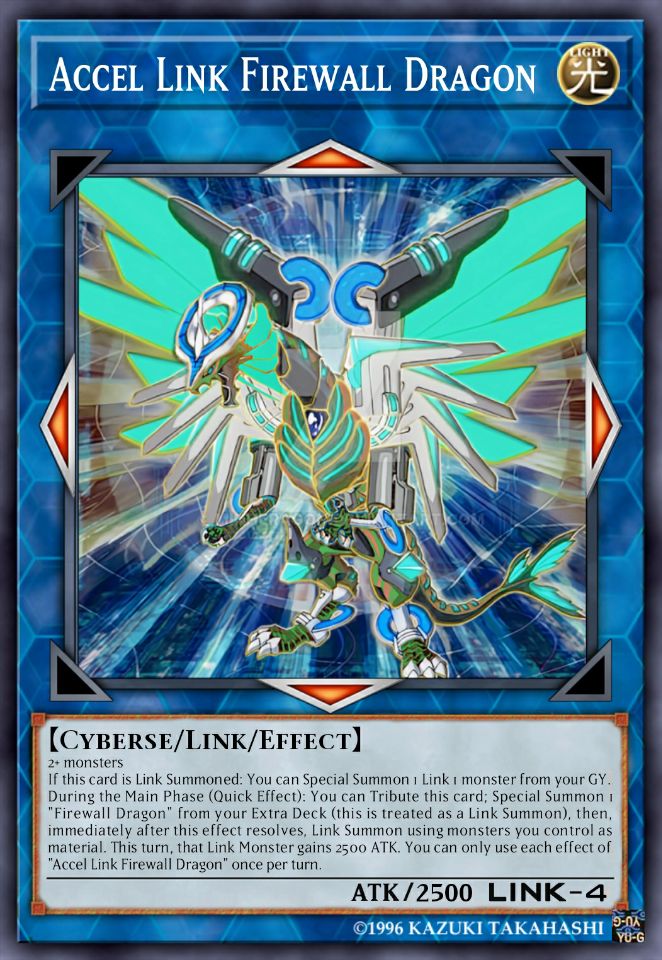 ACCEL LINK FIREWALL DRAGON
LIGHT
光
【CYBERSE/LINK/EFFECT】
2+ monsters
If this card is Link Summoned: You can Special Summon 1 Link 1 monster from your GY.
During the Main Phase (Quick Effect): You can Tribute this card; Special Summon 1
"Firewall Dragon" from your Extra Deck (this is treated as a Link Summon), then,
immediately after this effect resolves, Link Summon using monsters you control as
material. This turn, that Link Monster gains 2500 ATK. You can only use each effect of
"Accel Link Firewall Dragon" once per turn.
ATK/2500 LINK-4
©1996 KAZUKI TAKAHASHI